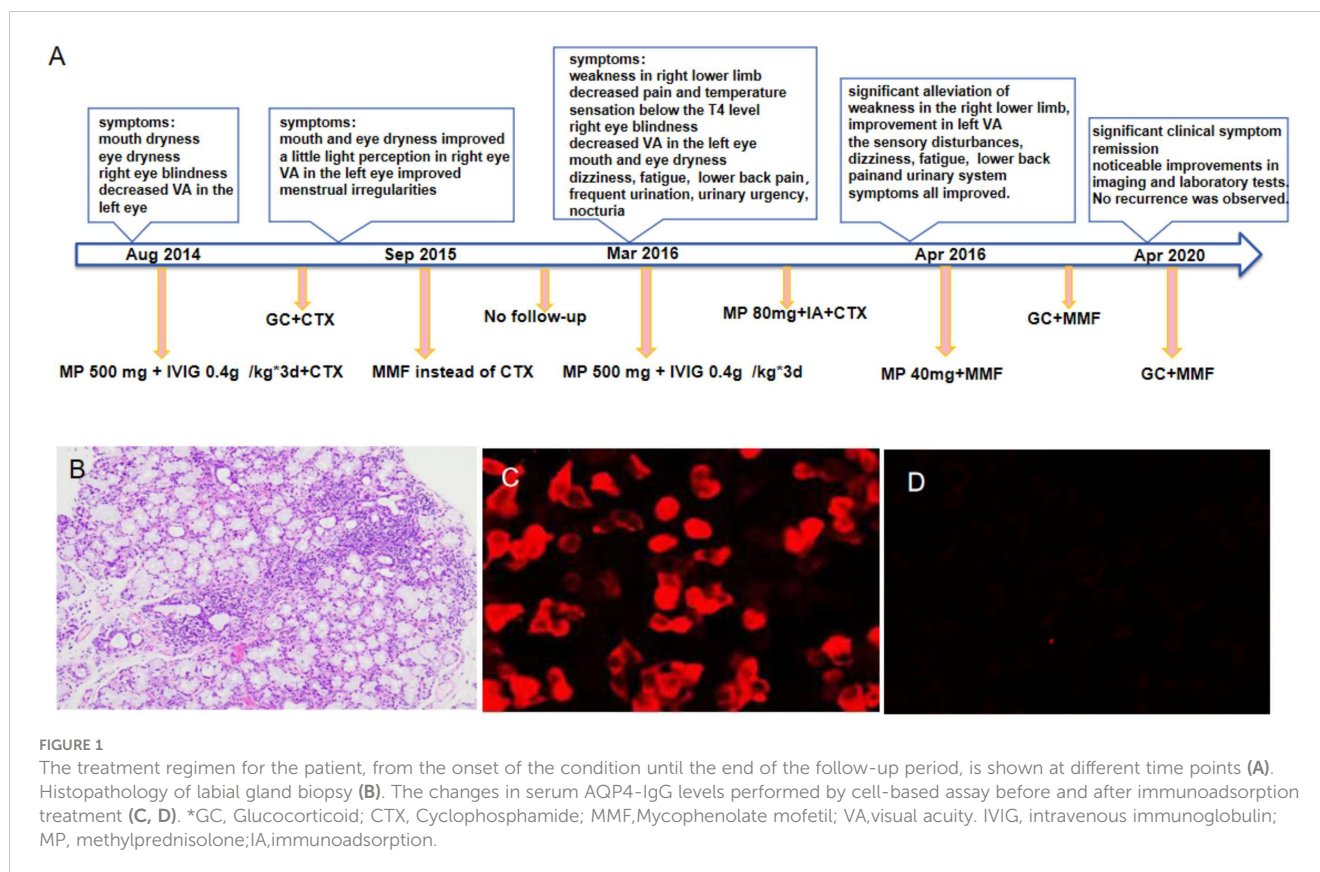 A
symptoms:
mouth dryness
eye dryness
right eye blindness
decreased VA in the
left eye
symptoms:
mouth and eye dryness improved
a little light perception in right eye
VA in the left eye improved
menstrual irregularities
symptoms:
weakness in right lower limb
decreased pain and temperature
sensation below the T4 level
right eye blindness
decreased VA in the left eye
mouth and eye dryness
dizziness, fatigue, lower back pain,
frequent urination, urinary urgency,
nocturia
significant alleviation of
weakness in the right lower limb,
improvement in left VA
the sensory disturbances,
dizziness, fatigue, lower back
painand urinary system
symptoms all improved.
significant clinical symptom
remission
noticeable improvements in
imaging and laboratory tests.
No recurrence was observed.
Aug 2014
Sep 2015
Mar 2016
Apr 2016
Apr 2020
GC+CTX
No follow-up
MP 80mg+IA+CTX
GC+MMF
MP 500 mg + IVIG 0.4g /kg*3d+CTX
MMF instead of CTX
MP 500 mg + IVIG 0.4g /kg*3d
MP 40mg+MMF
GC+MMF
B
C
D
FIGURE 1
The treatment regimen for the patient, from the onset of the condition until the end of the follow-up period, is shown at different time points (A).
Histopathology of labial gland biopsy (B). The changes in serum AQP4-IgG levels performed by cell-based assay before and after immunoadsorption
treatment (C, D). *GC, Glucocorticoid; CTX, Cyclophosphamide; MMF,Mycophenolate mofetil; VA,visual acuity. IVIG, intravenous immunoglobulin;
MP, methylprednisolone;IA,immunoadsorption.